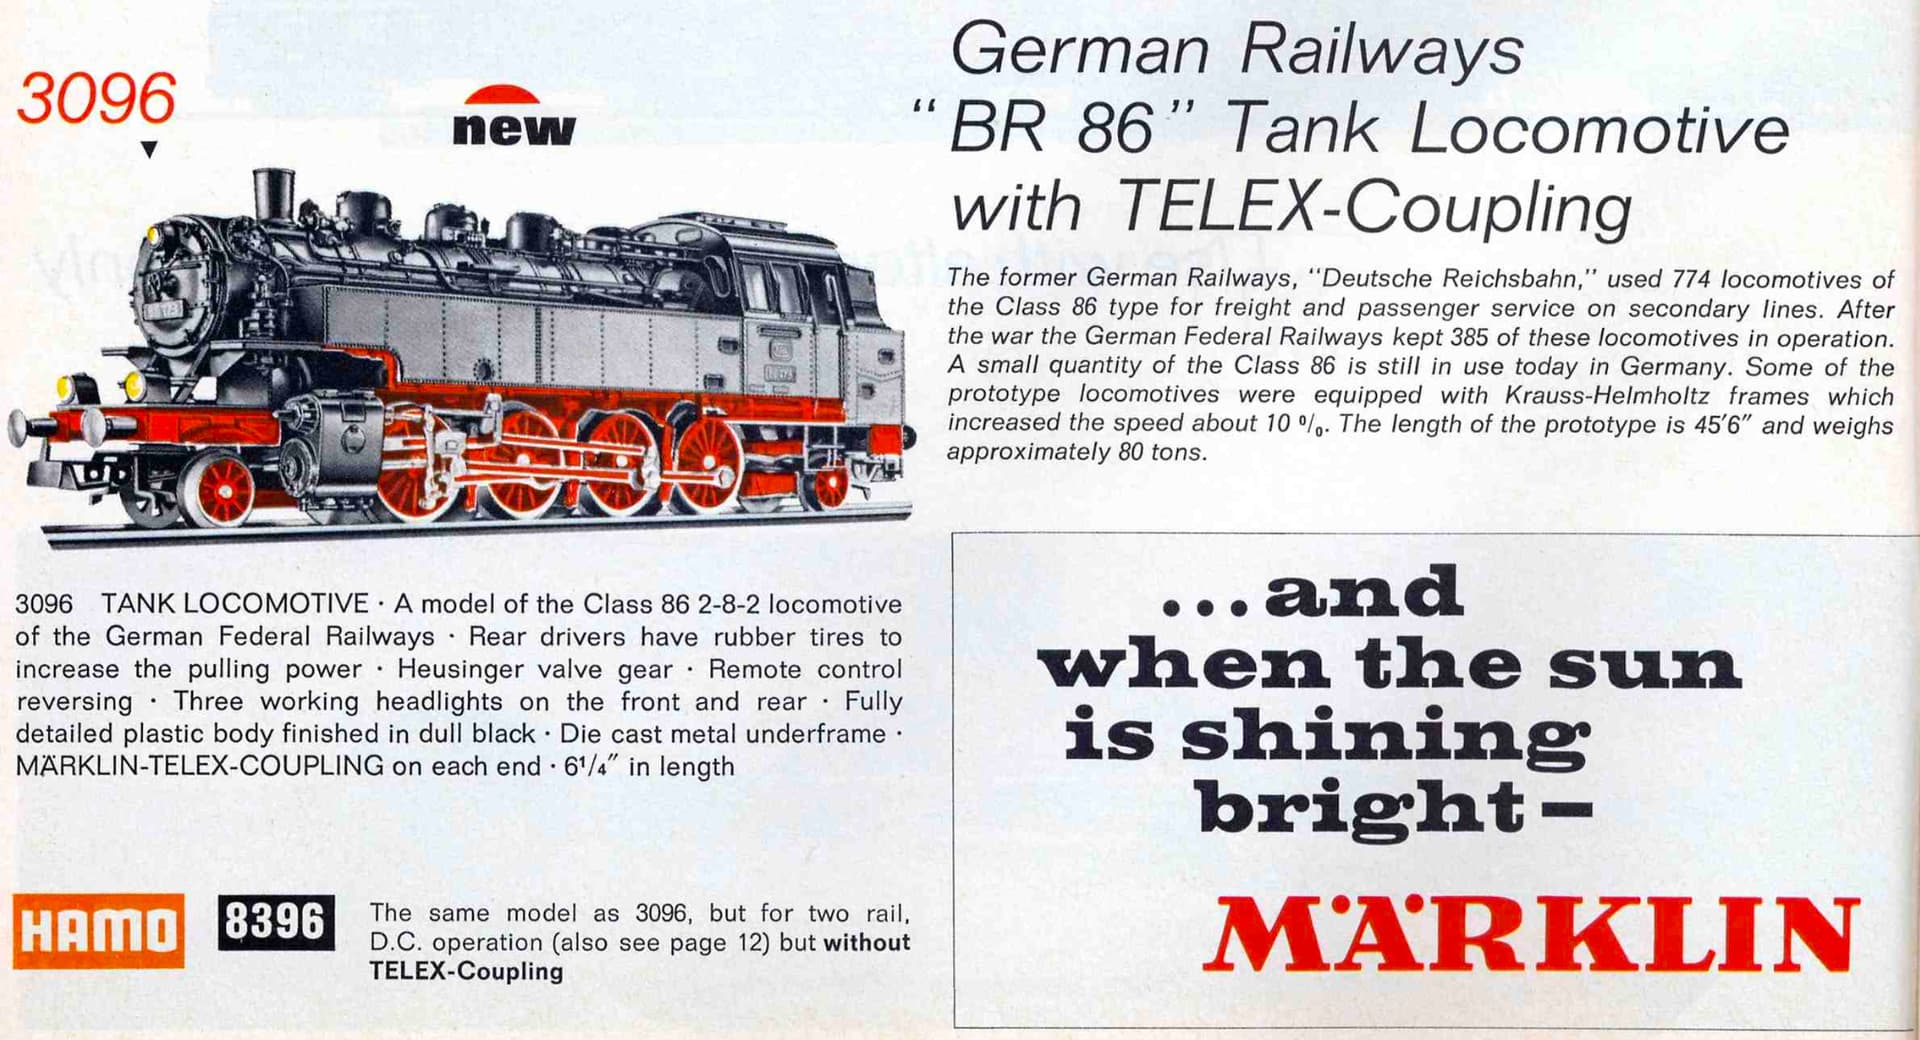 3096
new
German Railways
“BR 86” Tank Locomotive
with TELEX-Coupling
The former German Railways, “Deutsche Reichsbahn,” used 774 locomotives of
the Class 86 type for freight and passenger service on secondary lines. After
the war the German Federal Railways kept 385 of these locomotives in operation.
A small quantity of the Class 86 is still in use today in Germany. Some of the
prototype locomotives were equipped with Krauss-Helmholtz frames which
increased the speed about 10 %. The length of the prototype is 45′6″ and weighs
approximately 80 tons.
3096 TANK LOCOMOTIVE · A model of the Class 86 2-8-2 locomotive
of the German Federal Railways · Rear drivers have rubber tires to
increase the pulling power · Heusinger valve gear · Remote control
reversing · Three working headlights on the front and rear · Fully
detailed plastic body finished in dull black · Die cast metal underframe ·
MÄRKLIN-TELEX-COUPLING on each end · 6¹/₄″ in length
HAMO 8396
The same model as 3096, but for two rail,
D.C. operation (also see page 12) but without
TELEX-Coupling
...and
when the sun
is shining
bright–
MÄRKLIN